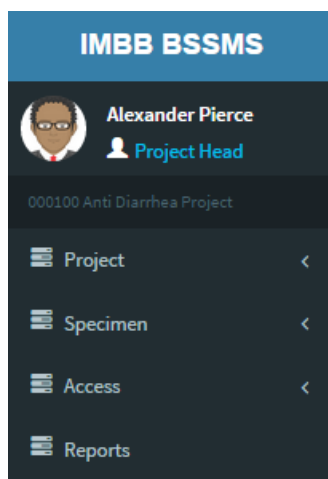 IMBB BSSMS
Alexander Pierce
Project Head
000100 Anti Diarrhea Project
Project
Specimen
Access
Reports